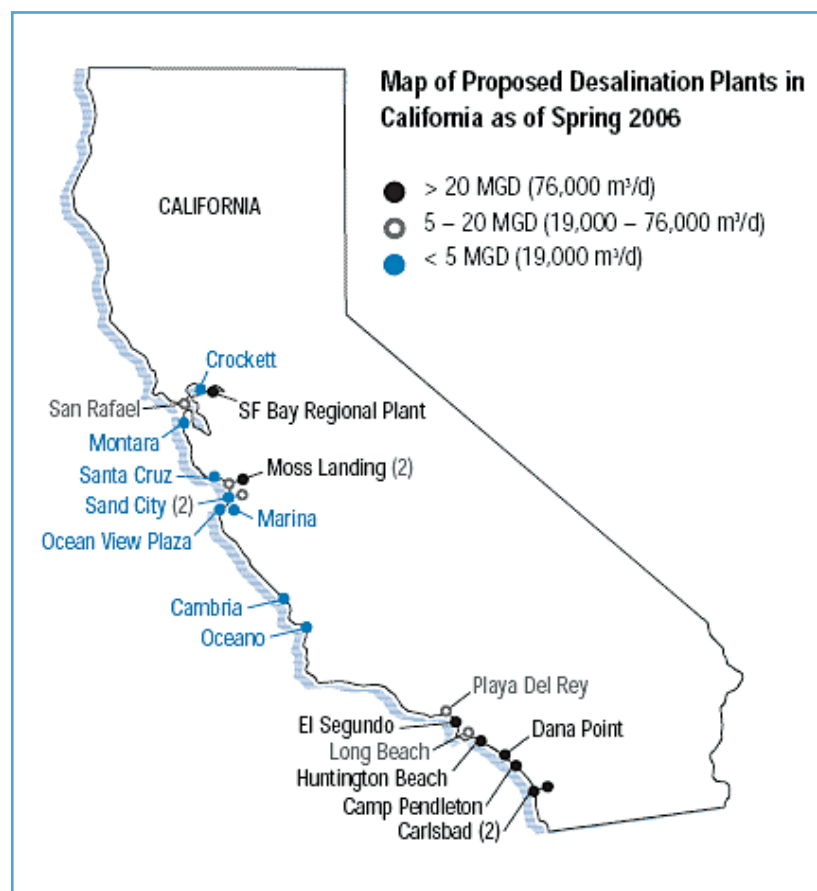 Map of Proposed Desalination Plants in
California as of Spring 2006
> 20 MGD (76,000 m³/d)
5 – 20 MGD (19,000 – 76,000 m³/d)
< 5 MGD (19,000 m³/d)
CALIFORNIA
Crockett
San Rafael
SF Bay Regional Plant
Montara
Santa Cruz
Moss Landing (2)
Sand City (2)
Marina
Ocean View Plaza
Cambria
Oceano
Playa Del Rey
El Segundo
Dana Point
Long Beach
Huntington Beach
Camp Pendleton
Carlsbad (2)